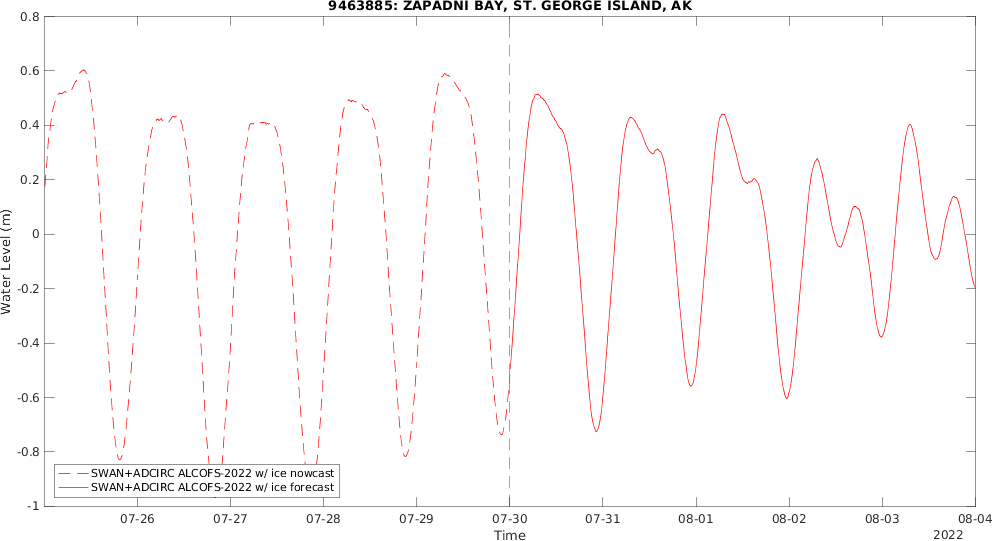 9463885: ZAPADNI BAY, ST. GEORGE ISLAND, AK
0.8
0.6
0.4
0.2
0
-0.2
-0.4
-0.6
-0.8
-1
Water Level (m)
SWAN+ADCIRC ALCOFS-2022 w/ ice nowcast
SWAN+ADCIRC ALCOFS-2022 w/ ice forecast
07-26 07-27 07-28 07-29 07-30 07-31 08-01 08-02 08-03 08-04
Time
2022